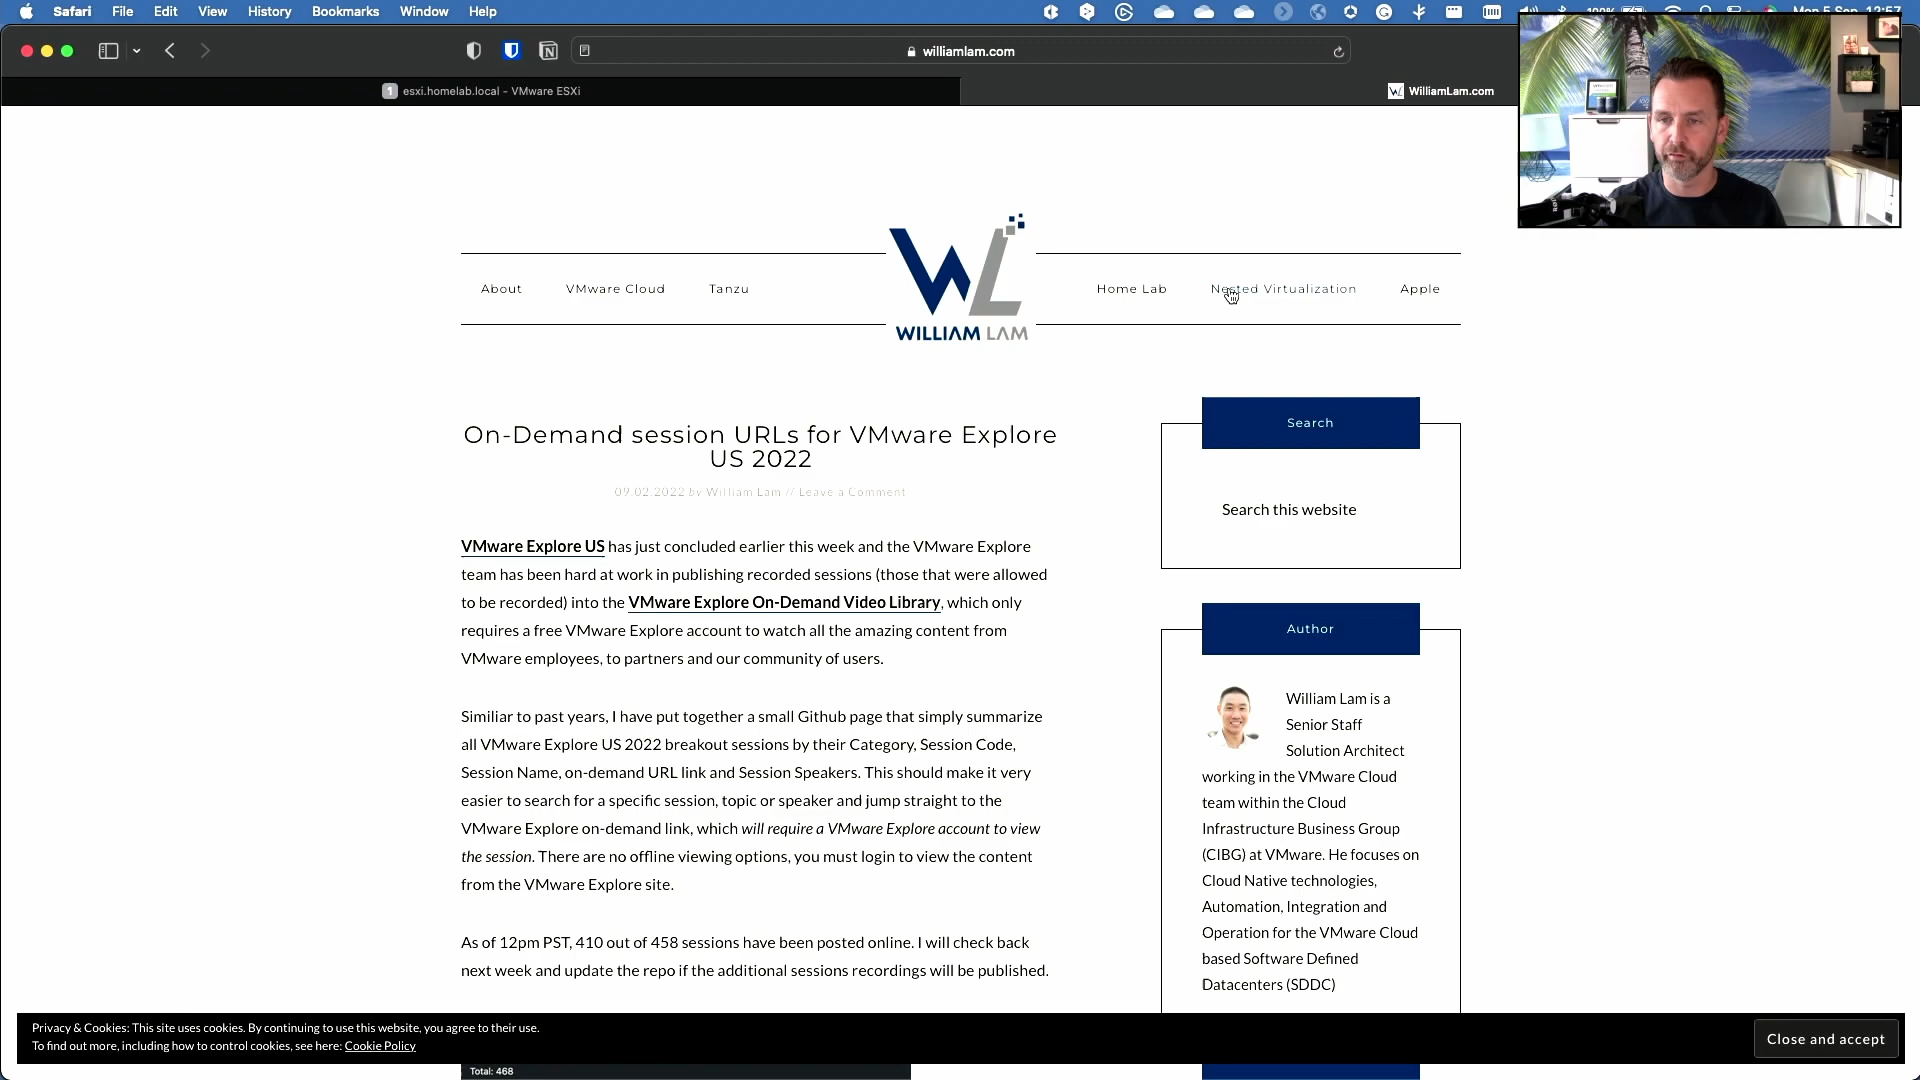 Safari File Edit View History Bookmarks Window Help
williamlam.com
1 esxi.homelab.local – VMware ESXi
WilliamLam.com
About VMware Cloud Tanzu
WL
WILLIAM LAM
Home Lab Nested Virtualization Apple
On-Demand session URLs for VMware Explore
US 2022
09.02.2022 by William Lam // Leave a Comment
VMware Explore US has just concluded earlier this week and the VMware Explore
team has been hard at work in publishing recorded sessions (those that were allowed
to be recorded) into the VMware Explore On-Demand Video Library, which only
requires a free VMware Explore account to watch all the amazing content from
VMware employees, to partners and our community of users.
Similiar to past years, I have put together a small Github page that simply summarize
all VMware Explore US 2022 breakout sessions by their Category, Session Code,
Session Name, on-demand URL link and Session Speakers. This should make it very
easier to search for a specific session, topic or speaker and jump straight to the
VMware Explore on-demand link, which will require a VMware Explore account to view
the session. There are no offline viewing options, you must login to view the content
from the VMware Explore site.
As of 12pm PST, 410 out of 458 sessions have been posted online. I will check back
next week and update the repo if the additional sessions recordings will be published.
Search
Search this website
Author
William Lam is a
Senior Staff
Solution Architect
working in the VMware Cloud
team within the Cloud
Infrastructure Business Group
(CIBG) at VMware. He focuses on
Cloud Native technologies,
Automation, Integration and
Operation for the VMware Cloud
based Software Defined
Datacenters (SDDC)
Privacy & Cookies: This site uses cookies. By continuing to use this website, you agree to their use.
To find out more, including how to control cookies, see here: Cookie Policy
Close and accept
Total: 468